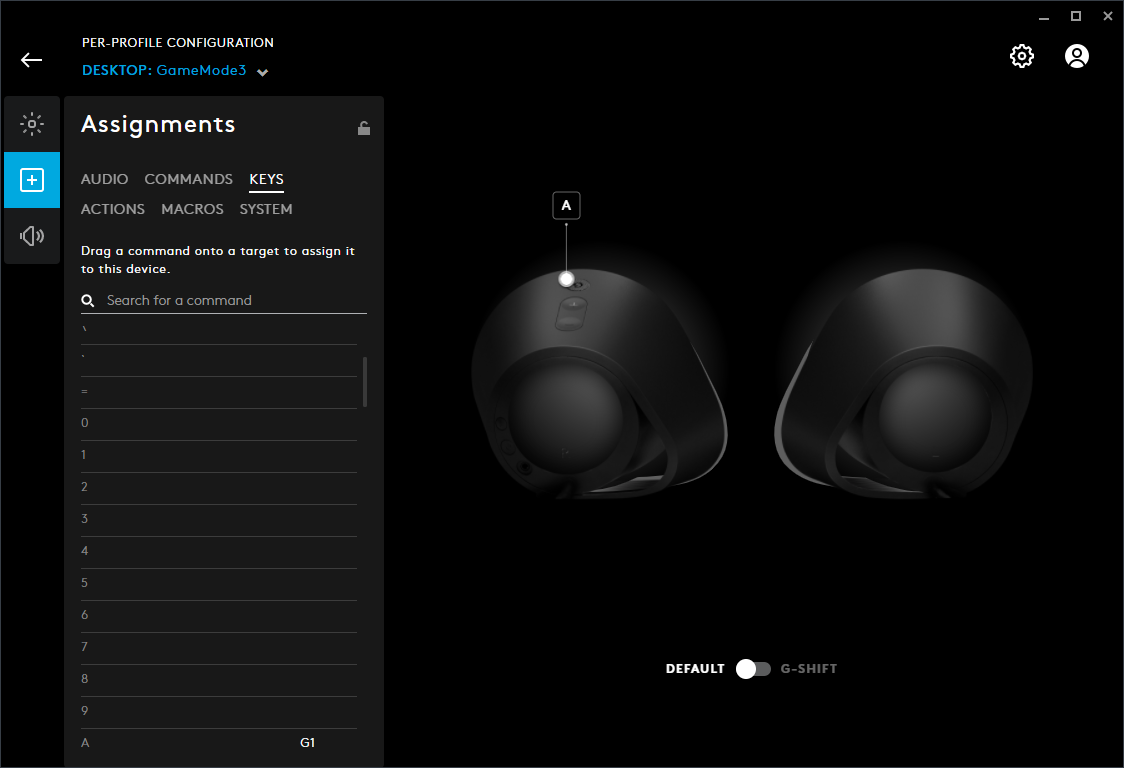 PER-PROFILE CONFIGURATION
DESKTOP: GameMode3
Assignments
AUDIO COMMANDS KEYS
ACTIONS MACROS SYSTEM
Drag a command onto a target to assign it
to this device.
Search for a command
=
0
1
2
3
4
5
6
7
8
9
A G1
A
DEFAULT G-SHIFT